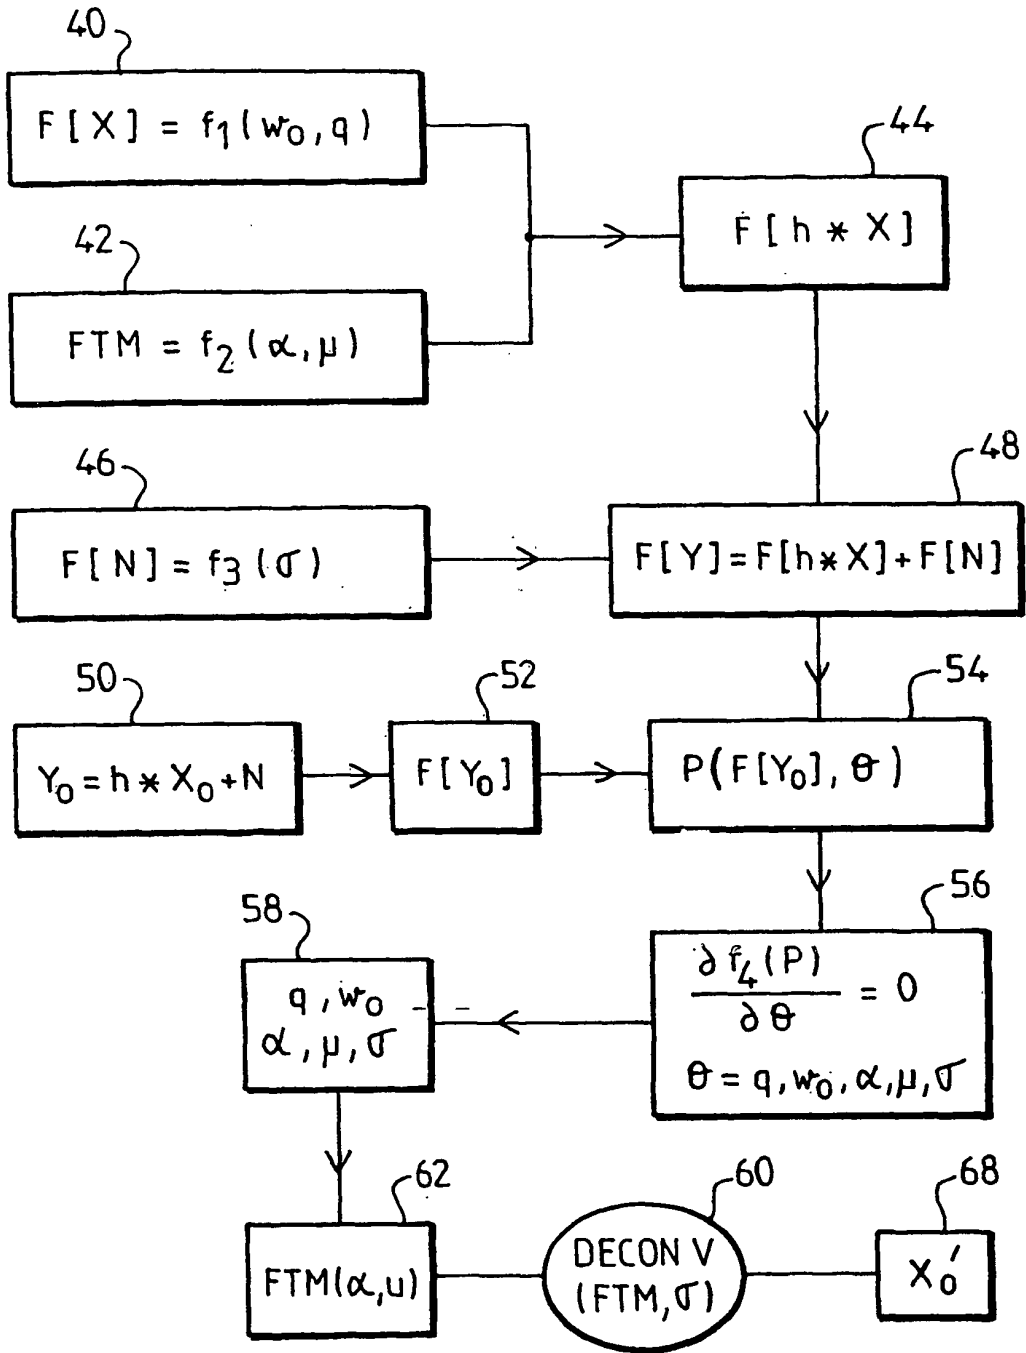 40
F[X] = f1(w0,q)
44
F[h * X]
42
FTM = f2(α,μ)
46
F[N] = f3(σ)
48
F[Y]=F[h*X]+F[N]
50
Y0=h * X0+N
52
F[Y0]
54
P(F[Y0], θ)
56
∂f4(P)
∂θ
= 0
θ = q,w0,α,μ,σ
58
q,w0
α,μ,σ
62
FTM(α,u)
60
DECON V
(FTM,σ)
68
X0'